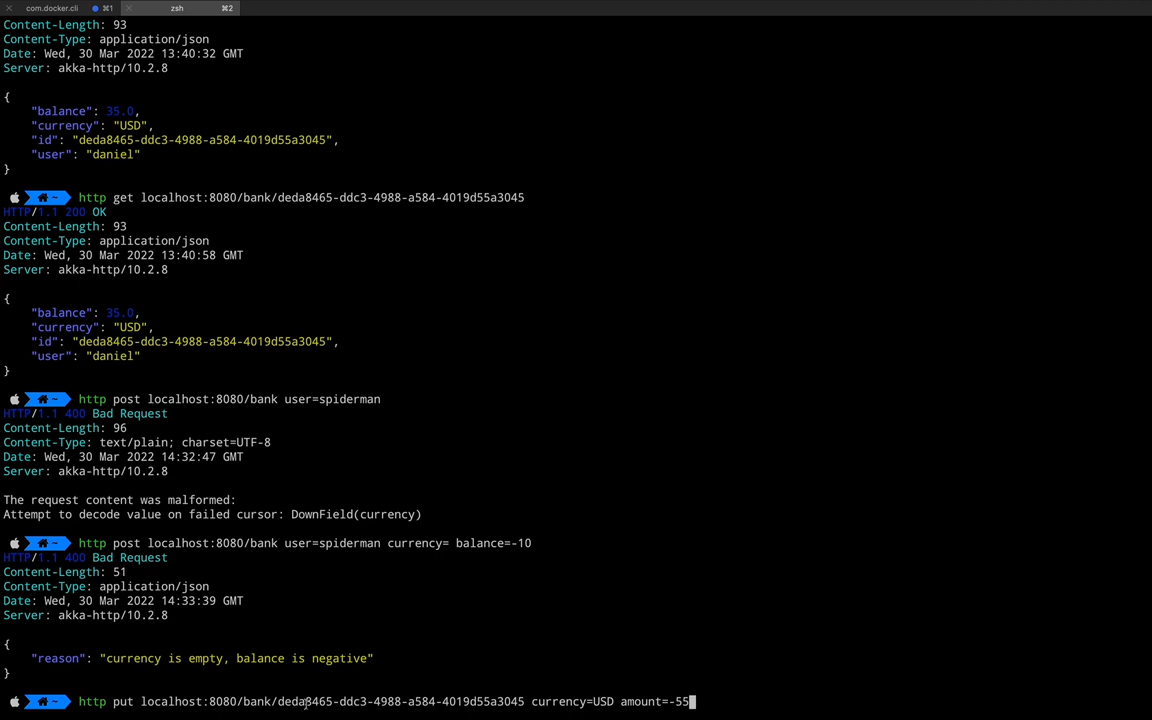 com.docker.cli ⌘1 zsh ⌘2
Content-Length: 93
Content-Type: application/json
Date: Wed, 30 Mar 2022 13:40:32 GMT
Server: akka-http/10.2.8
{
"balance": 35.0,
"currency": "USD",
"id": "deda8465-ddc3-4988-a584-4019d55a3045",
"user": "daniel"
}
~ http get localhost:8080/bank/deda8465-ddc3-4988-a584-4019d55a3045
HTTP/1.1 200 OK
Content-Length: 93
Content-Type: application/json
Date: Wed, 30 Mar 2022 13:40:58 GMT
Server: akka-http/10.2.8
{
"balance": 35.0,
"currency": "USD",
"id": "deda8465-ddc3-4988-a584-4019d55a3045",
"user": "daniel"
}
~ http post localhost:8080/bank user=spiderman
HTTP/1.1 400 Bad Request
Content-Length: 96
Content-Type: text/plain; charset=UTF-8
Date: Wed, 30 Mar 2022 14:32:47 GMT
Server: akka-http/10.2.8
The request content was malformed:
Attempt to decode value on failed cursor: DownField(currency)
~ http post localhost:8080/bank user=spiderman currency= balance=-10
HTTP/1.1 400 Bad Request
Content-Length: 51
Content-Type: application/json
Date: Wed, 30 Mar 2022 14:33:39 GMT
Server: akka-http/10.2.8
{
"reason": "currency is empty, balance is negative"
}
~ http put localhost:8080/bank/deda8465-ddc3-4988-a584-4019d55a3045 currency=USD amount=-55